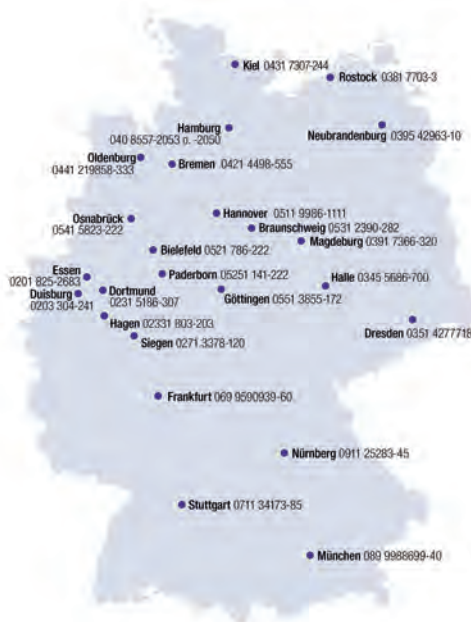 Kiel 0431 7307-244
Rostock 0381 7703-3
Hamburg
040 8557-2053 o. -2050
Neubrandenburg 0395 42963-10
Oldenburg
0441 219858-333
Bremen 0421 4498-555
Osnabrück
0541 5823-222
Hannover 0511 9986-1111
Braunschweig 0531 2390-282
Magdeburg 0391 7366-320
Bielefeld 0521 786-222
Essen
0201 825-2683
Paderborn 05251 141-222
Halle 0345 5686-700
Duisburg
0203 304-241
Dortmund
0231 5186-307
Göttingen 0551 3855-172
Hagen 02331 803-203
Dresden 0351 4277718
Siegen 0271 3378-120
Frankfurt 069 9590939-60
Nürnberg 0911 25283-45
Stuttgart 0711 34173-85
München 089 9988699-40